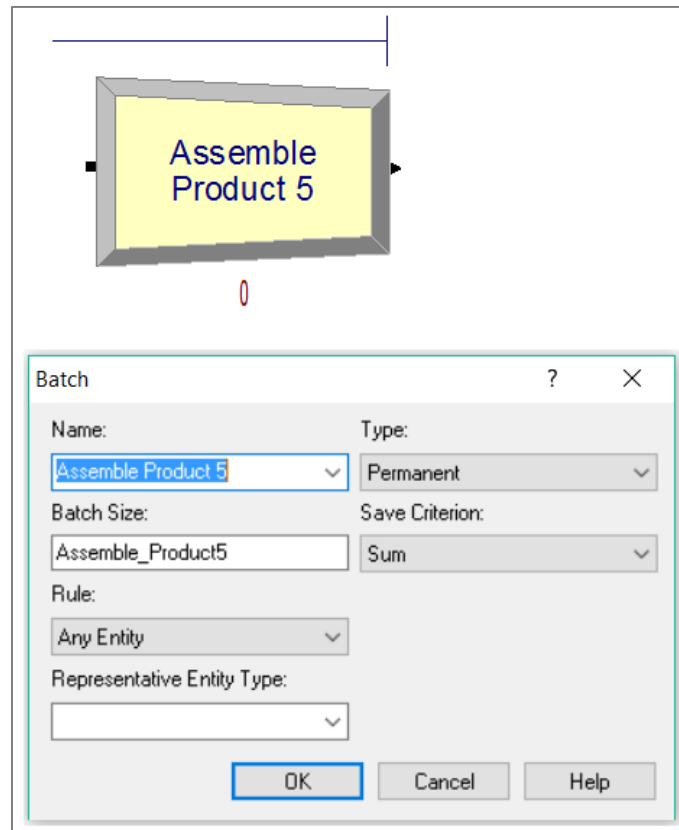 Assemble
Product 5
0
Batch ? X
Name: Type:
Assemble Product 5 Permanent
Batch Size: Save Criterion:
Assemble_Product5 Sum
Rule:
Any Entity
Representative Entity Type:
OK Cancel Help